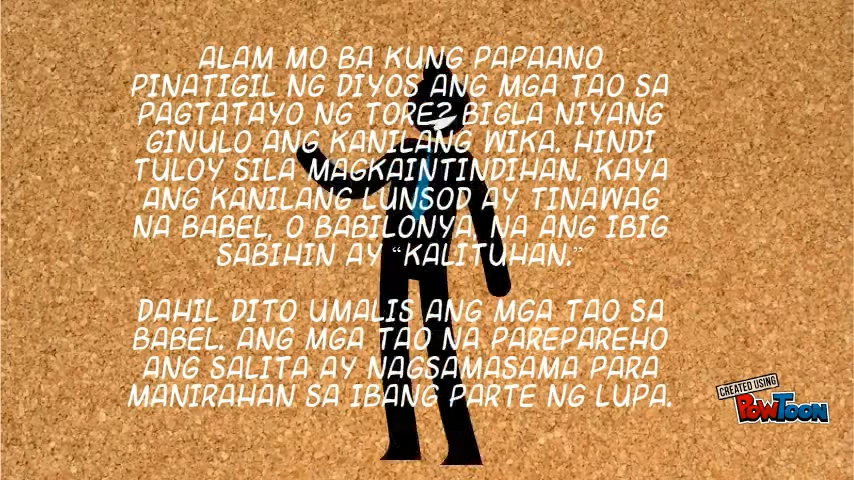 ALAM MO BA KUNG PAPAANO
PINATIGIL NG DIYOS ANG MGA TAO SA
PAGTATAYO NG TORE? BIGLA NIYANG
GINULO ANG KANILANG WIKA. HINDI
TULOY SILA MAGKAINTINDIHAN. KAYA
ANG KANILANG LUNSOD AY TINAWAG
NA BABEL, O BABILONYA, NA ANG IBIG
SABIHIN AY “KALITUHAN.”
DAHIL DITO UMALIS ANG MGA TAO SA
BABEL. ANG MGA TAO NA PAREPAREHO
ANG SALITA AY NAGSAMASAMA PARA
MANIRAHAN SA IBANG PARTE NG LUPA.
CREATED USING
POWTOON